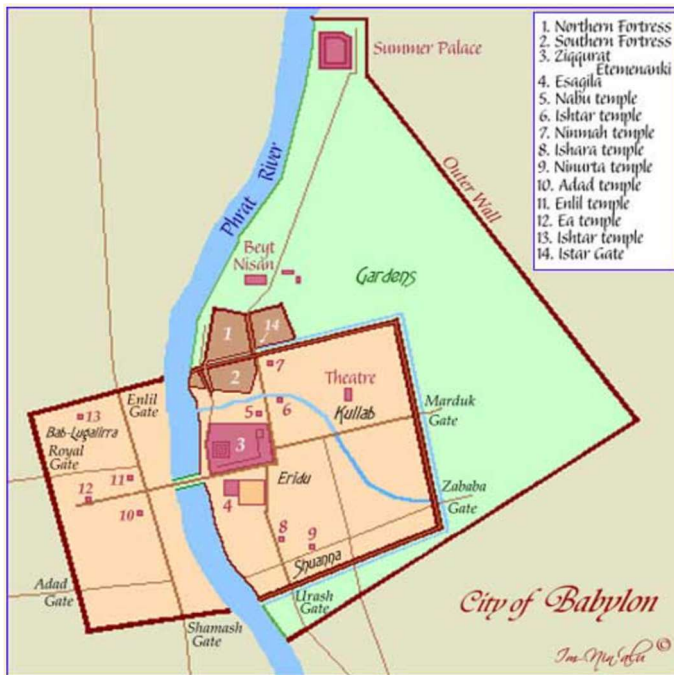 1. Northern Fortress
2. Southern Fortress
3. Ziqqurat
Etemenanki
4. Esagila
5. Nabu temple
6. Ishtar temple
7. Ninmah temple
8. Ishara temple
9. Ninurta temple
10. Adad temple
11. Enlil temple
12. Ea temple
13. Ishtar temple
14. Istar Gate
Summer Palace
Outer Wall
Phrat River
Beyt
Nisan
Gardens
1
14
2
7
Theatre
Kullab
Enlil
Gate
13
Bab-Lugalirra
Royal
Gate
5
6
Marduk
Gate
3
11
12
10
Eridu
4
Zababa
Gate
8
9
Shuanna
Adad
Gate
Urash
Gate
Shamash
Gate
City of Babylon
Im-Nin'alu ©